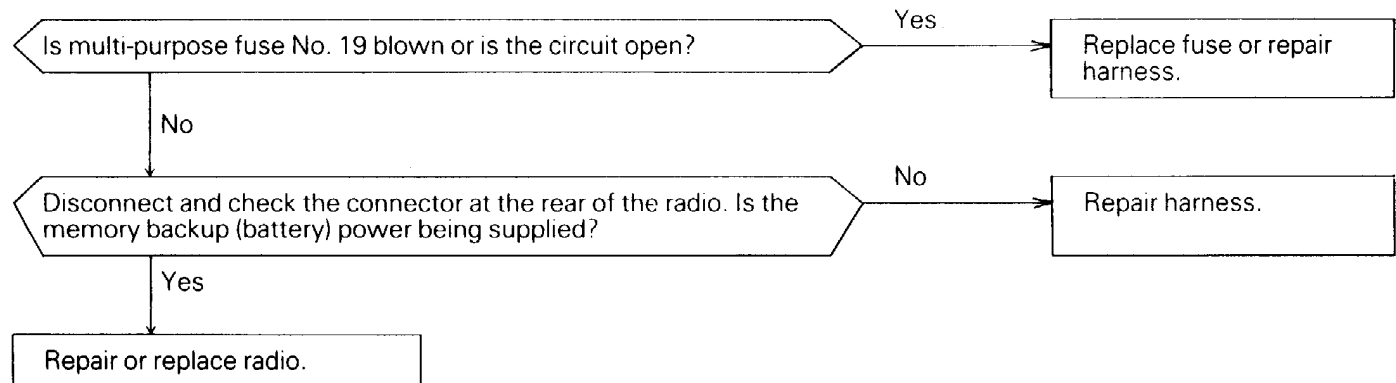 Is multi-purpose fuse No. 19 blown or is the circuit open?
Yes
Replace fuse or repair
harness.
No
Disconnect and check the connector at the rear of the radio. Is the
memory backup (battery) power being supplied?
No
Repair harness.
Yes
Repair or replace radio.